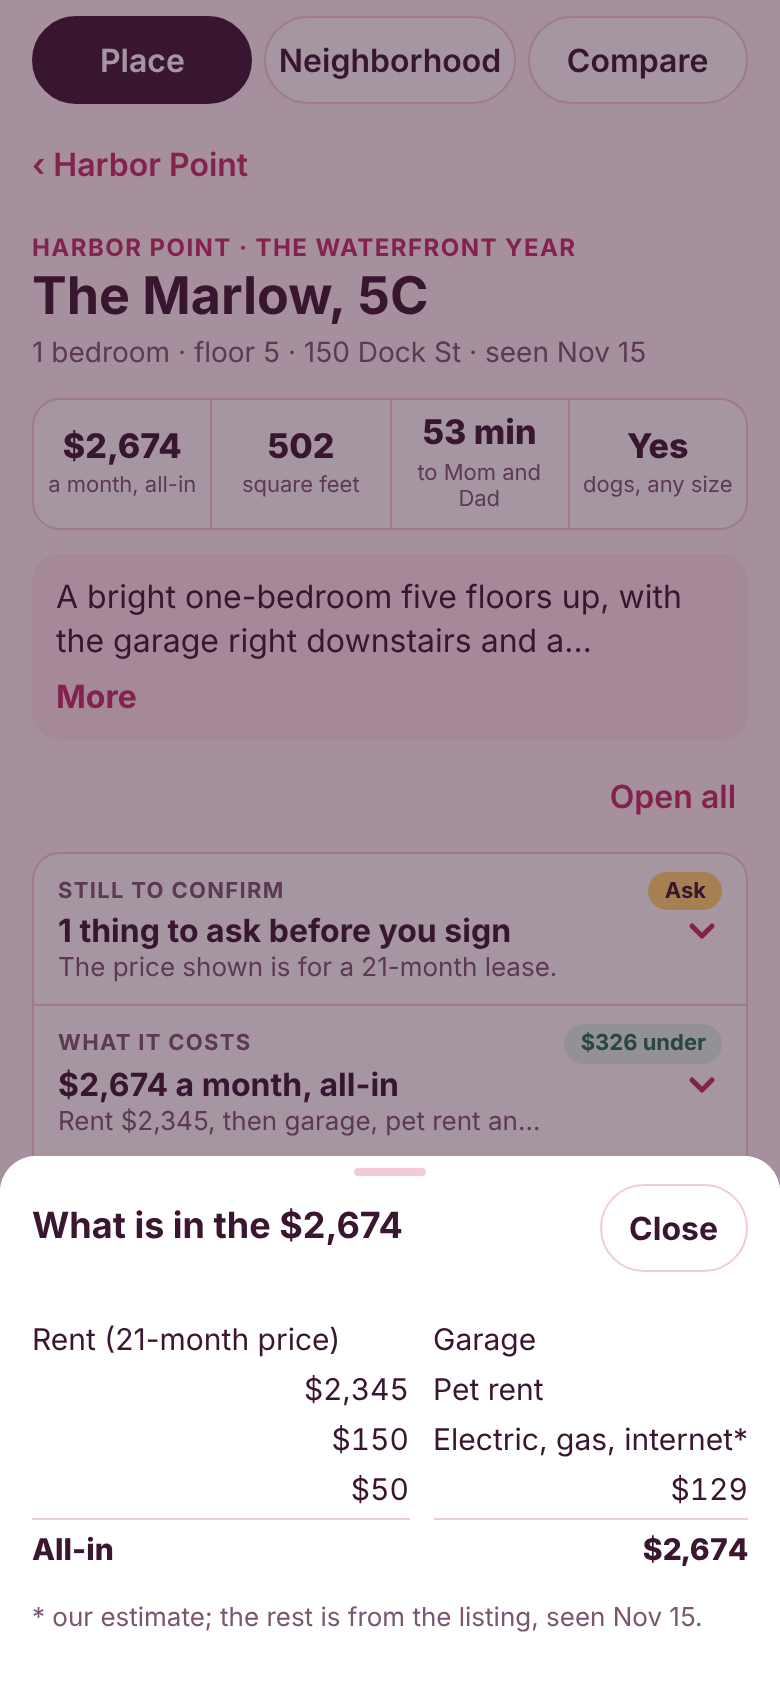 Place
Neighborhood
Compare
‹ Harbor Point
HARBOR POINT · THE WATERFRONT YEAR
The Marlow, 5C
1 bedroom · floor 5 · 150 Dock St · seen Nov 15
$2,674
a month, all-in
502
square feet
53 min
to Mom and
Dad
Yes
dogs, any size
A bright one-bedroom five floors up, with
the garage right downstairs and a...
More
Open all
STILL TO CONFIRM
Ask
1 thing to ask before you sign
The price shown is for a 21-month lease.
WHAT IT COSTS
$326 under
$2,674 a month, all-in
Rent $2,345, then garage, pet rent an...
What is in the $2,674
Close
Rent (21-month price)
Garage
$2,345
Pet rent
$150
Electric, gas, internet*
$50
$129
All-in
$2,674
* our estimate; the rest is from the listing, seen Nov 15.